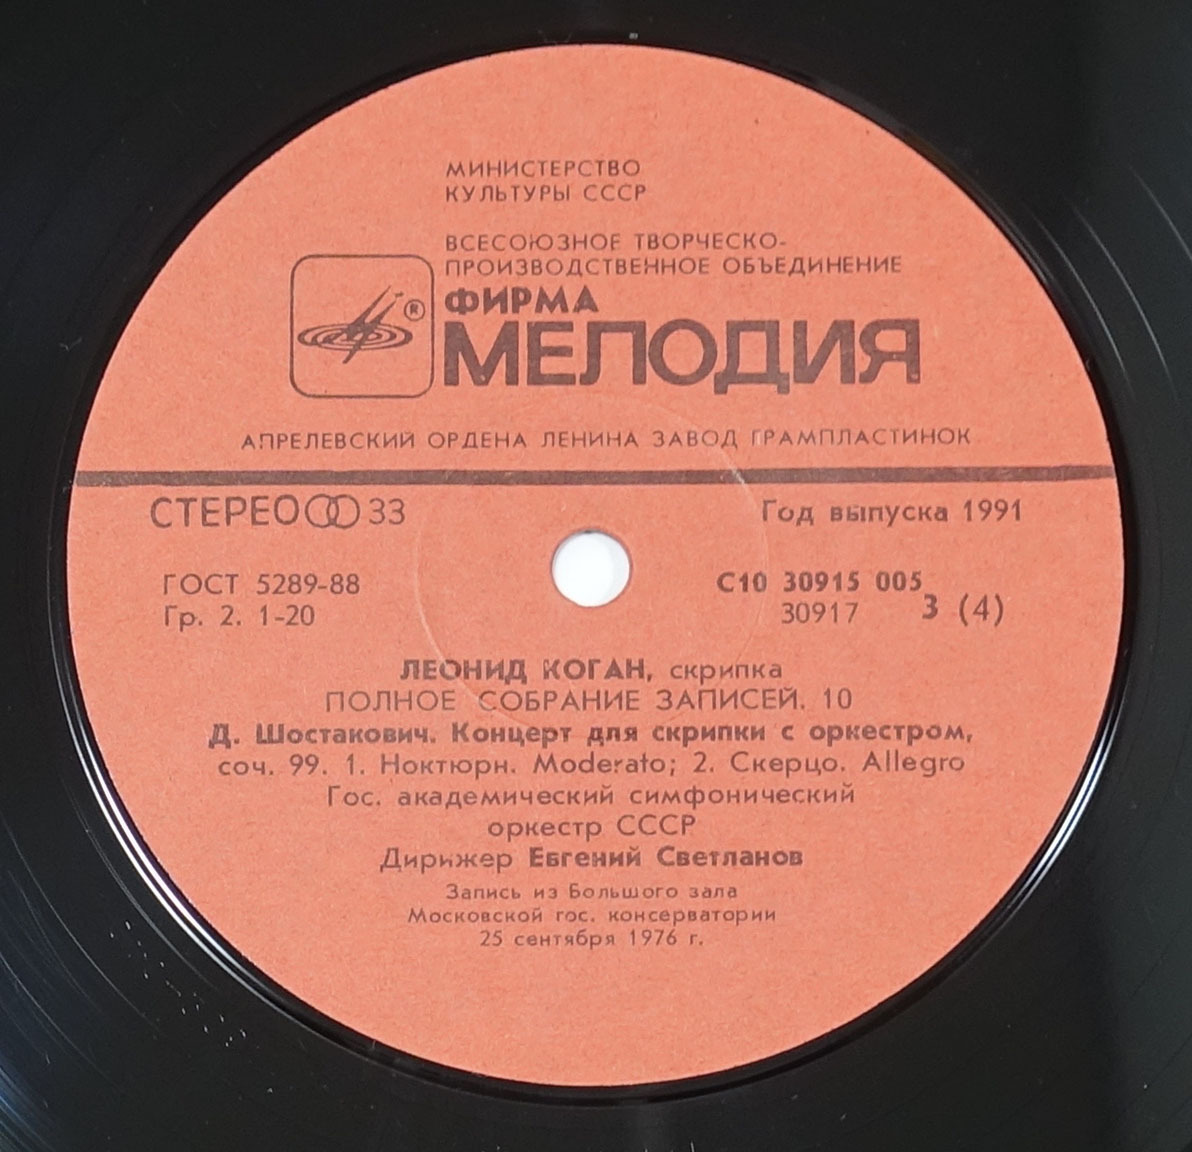 МИНИСТЕРСТВО
КУЛЬТУРЫ СССР
ВСЕСОЮЗНОЕ ТВОРЧЕСКО-
ПРОИЗВОДСТВЕННОЕ ОБЪЕДИНЕНИЕ
ФИРМА
® МЕЛОДИЯ
АПРЕЛЕВСКИЙ ОРДЕНА ЛЕНИНА ЗАВОД ГРАМПЛАСТИНОК
СТЕРЕО 33 Год выпуска 1991
ГОСТ 5289-88 С10 30915 005
Гр. 2. 1-20 30917 3 (4)
ЛЕОНИД КОГАН, скрипка
ПОЛНОЕ СОБРАНИЕ ЗАПИСЕЙ. 10
Д. Шостакович. Концерт для скрипки с оркестром,
соч. 99. 1. Ноктюрн. Moderato; 2. Скерцо. Allegro
Гос. академический симфонический
оркестр СССР
Дирижер Евгений Светланов
Запись из Большого зала
Московской гос. консерватории
25 сентября 1976 г.